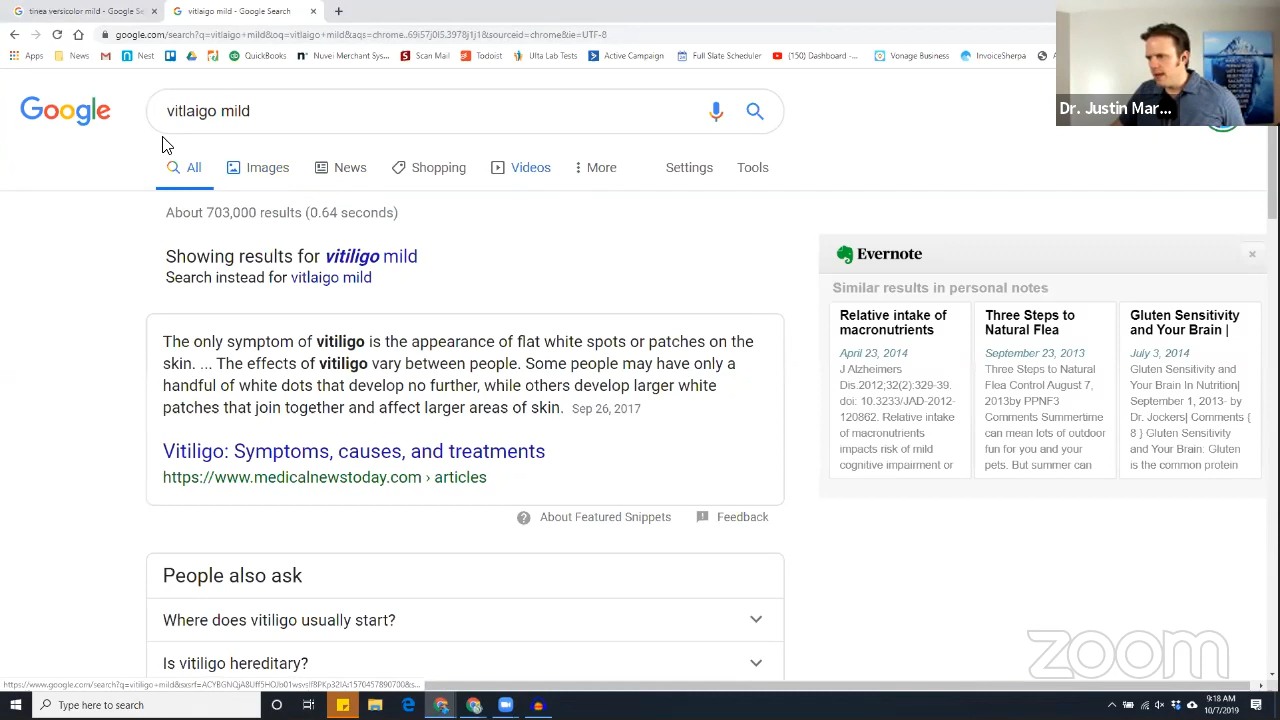 tinea versicolor mild - Google Se
vitlaigo mild - Google Search
google.com/search?q=vitlaigo+mild&oq=vitlaigo+mild&aqs=chrome..69i57j0l5.3978j1j1&sourceid=chrome&ie=UTF-8
Apps News Nest QuickBooks Nuvei Merchant Sys... Scan Mail Todoist Ulta Lab Tests Active Campaign Full Slate Scheduler (150) Dashboard -... Vonage Business InvoiceSherpa
Dr. Justin Mar...
Google
vitlaigo mild
All Images News Shopping Videos More Settings Tools
About 703,000 results (0.64 seconds)
Showing results for vitiligo mild
Search instead for vitlaigo mild
The only symptom of vitiligo is the appearance of flat white spots or patches on the
skin. ... The effects of vitiligo vary between people. Some people may have only a
handful of white dots that develop no further, while others develop larger white
patches that join together and affect larger areas of skin. Sep 26, 2017
Vitiligo: Symptoms, causes, and treatments
https://www.medicalnewstoday.com › articles
About Featured Snippets Feedback
People also ask
Where does vitiligo usually start?
Is vitiligo hereditary?
Evernote
Similar results in personal notes
Relative intake of
macronutrients
April 23, 2014
J Alzheimers
Dis.2012;32(2):329-39.
doi: 10.3233/JAD-2012-
120862. Relative intake
of macronutrients
impacts risk of mild
cognitive impairment or
Three Steps to
Natural Flea
September 23, 2013
Three Steps to Natural
Flea Control August 7,
2013by PPNF3
Comments Summertime
can mean lots of outdoor
fun for you and your
pets. But summer can
Gluten Sensitivity
and Your Brain |
July 3, 2014
Gluten Sensitivity and
Your Brain In Nutrition|
September 1, 2013- by
Dr. Jockers| Comments {
8 } Gluten Sensitivity
and Your Brain: Gluten
is the common protein
zoom
Type here to search
9:18 AM
10/7/2019